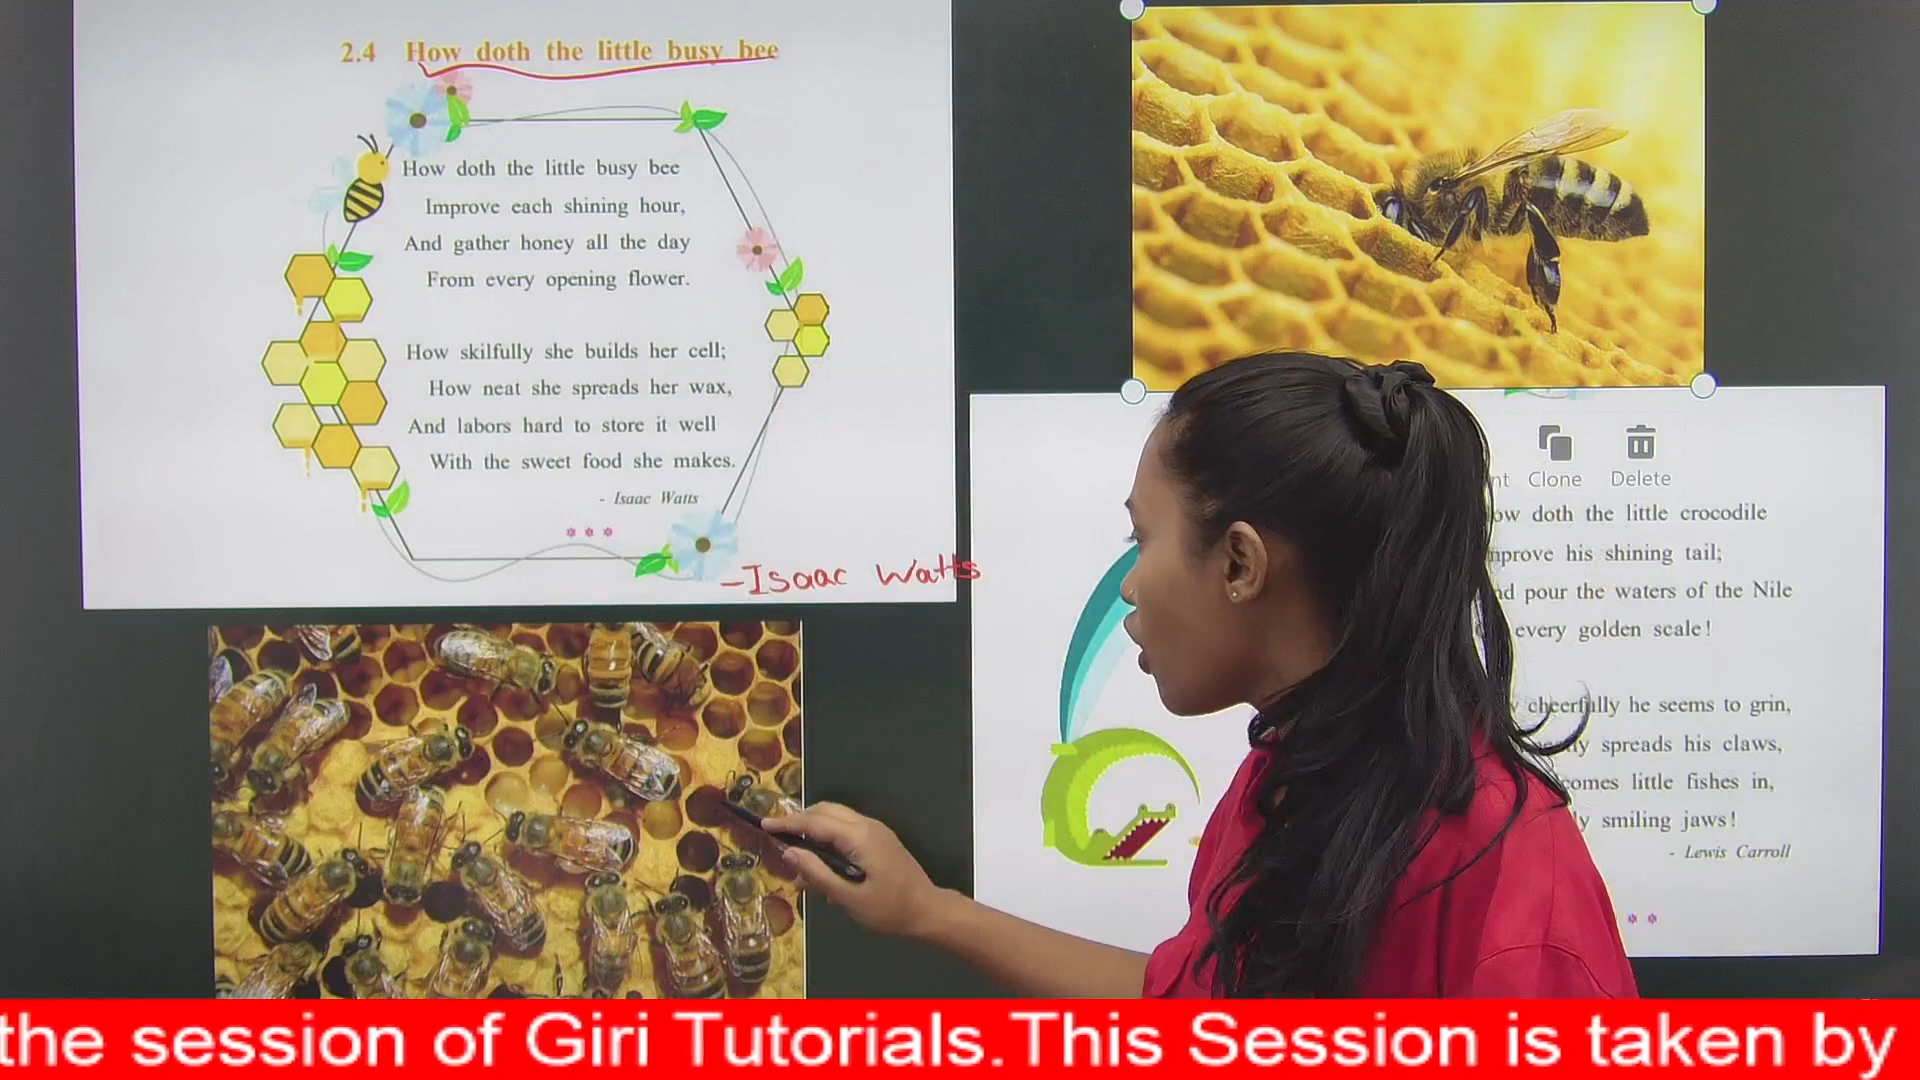 2.4 How doth the little busy bee
How doth the little busy bee
Improve each shining hour,
And gather honey all the day
From every opening flower.
How skilfully she builds her cell;
How neat she spreads her wax,
And labors hard to store it well
With the sweet food she makes.
- Isaac Watts
-Isaac Watts
Clone Delete
doth the little crocodile
his shining tail;
pour the waters of the Nile
every golden scale!
cheerfully he seems to grin,
spreads his claws,
little fishes in,
smiling jaws!
- Lewis Carroll
the session of Giri Tutorials.This Session is taken by